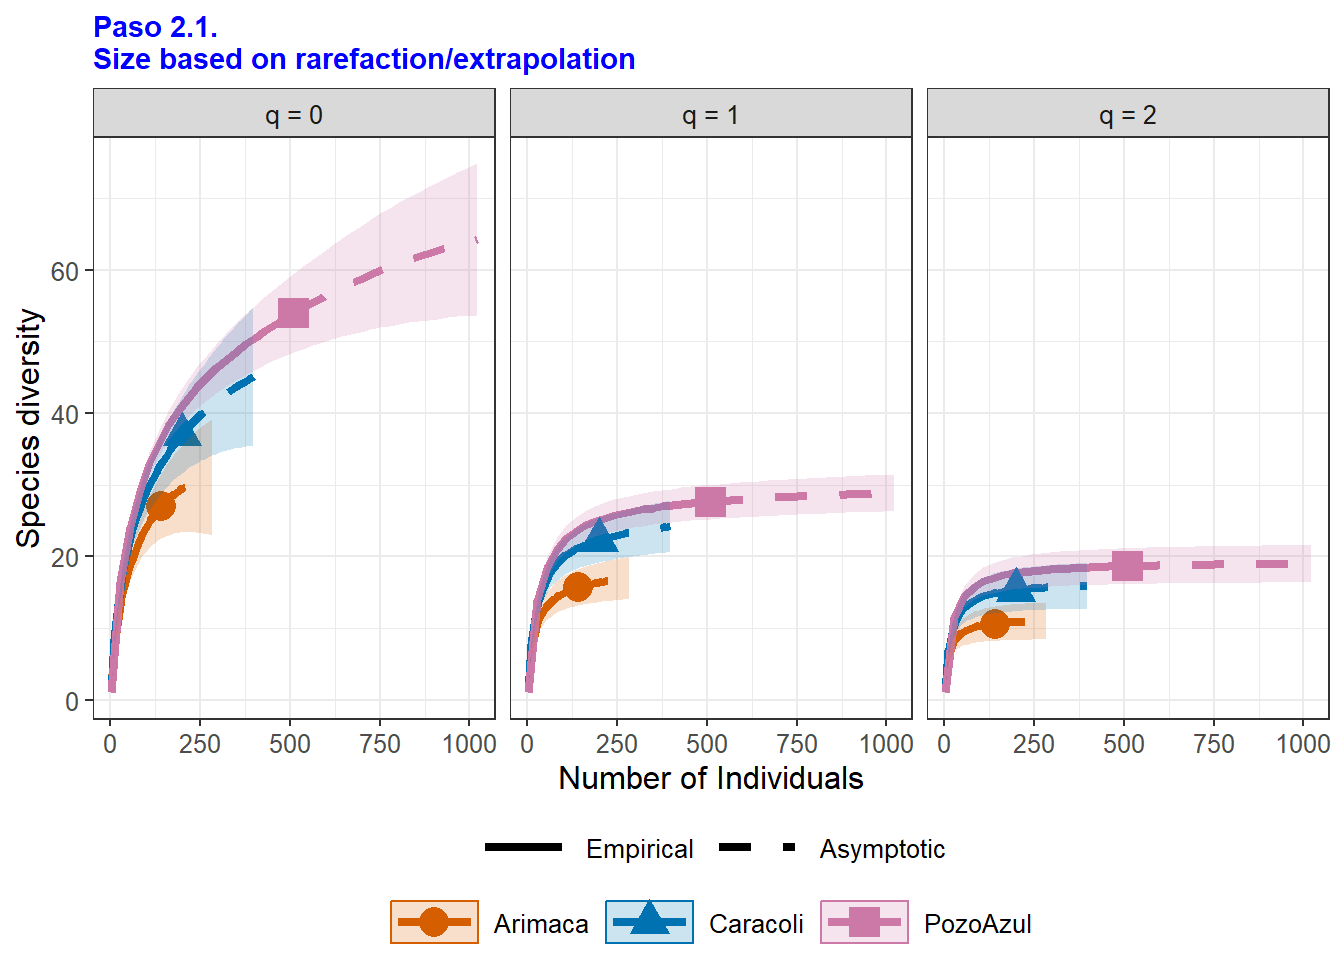 Paso 2.1.
Size based on rarefaction/extrapolation
q = 0 q = 1 q = 2
Species diversity
60
40
20
0
0 250 500 750 1000 0 250 500 750 1000 0 250 500 750 1000
Number of Individuals
Empirical Asymptotic
Arimaca Caracoli PozoAzul